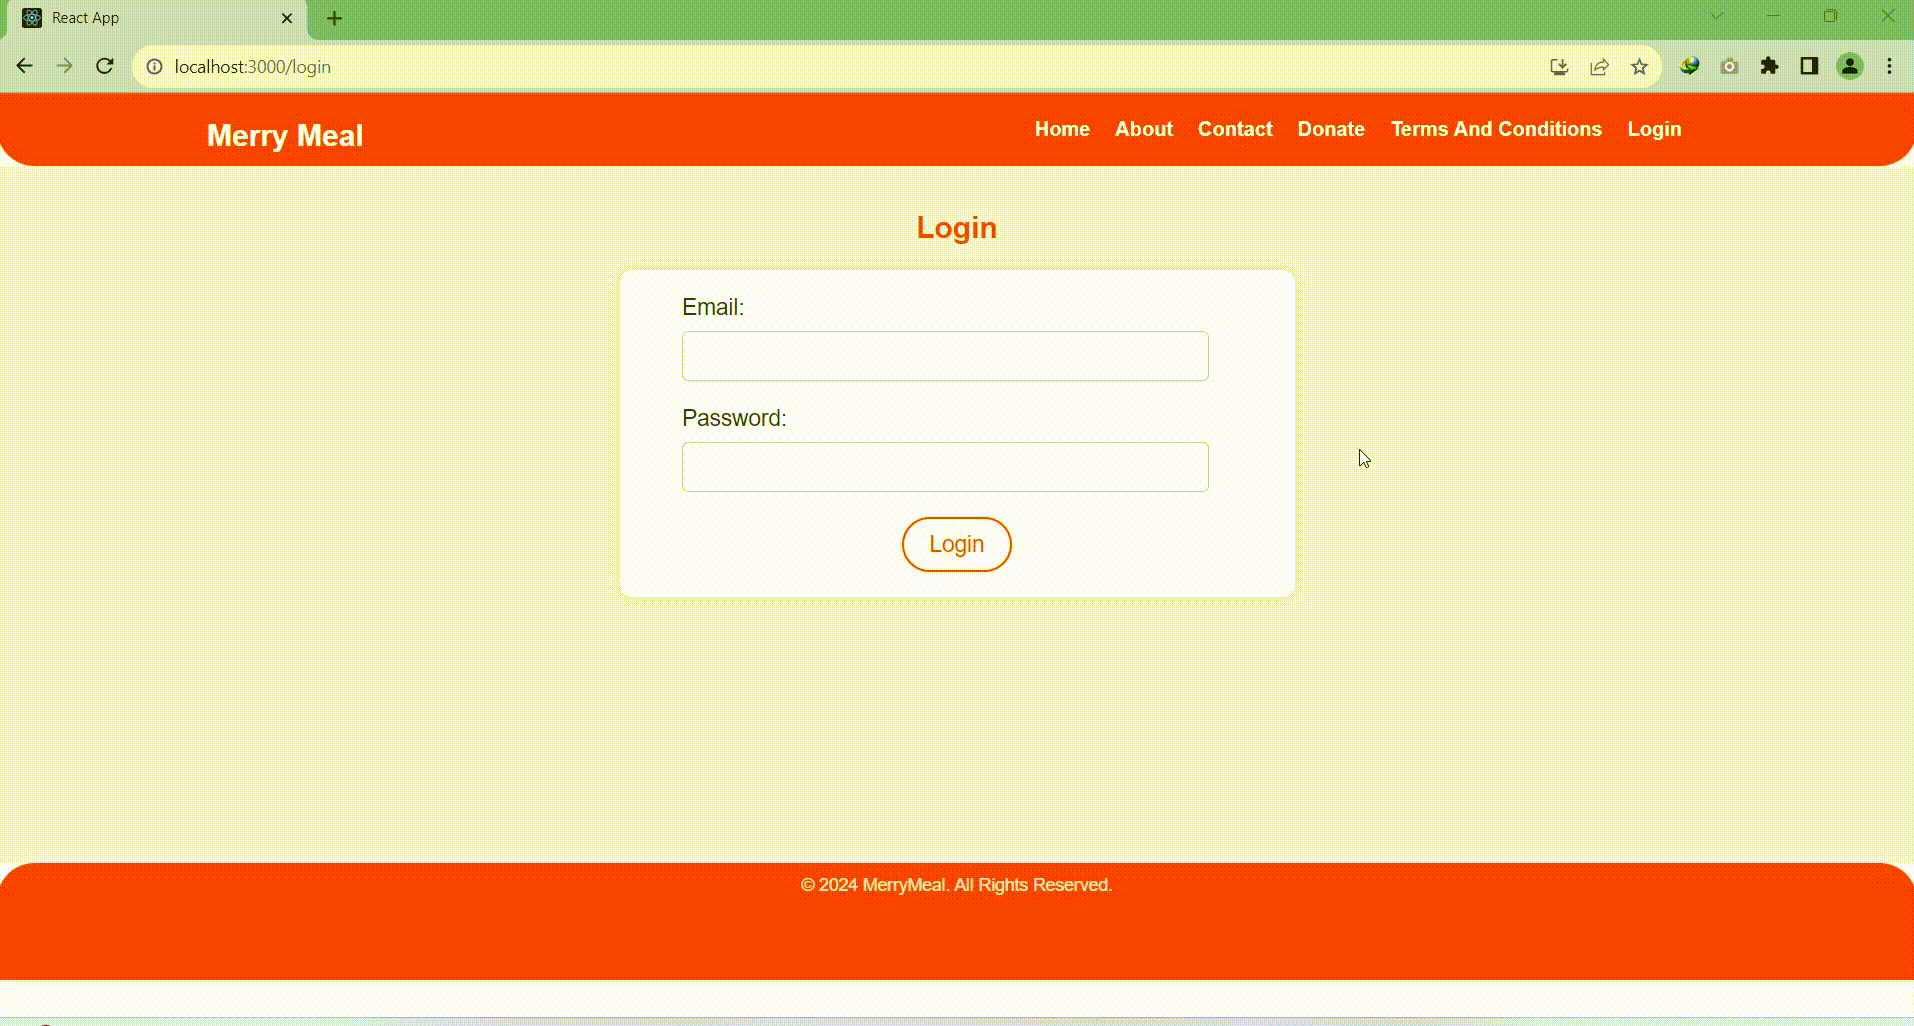 React App
localhost:3000/login
Merry Meal
Home About Contact Donate Terms And Conditions Login
Login
Email:
Password:
Login
© 2024 MerryMeal. All Rights Reserved.